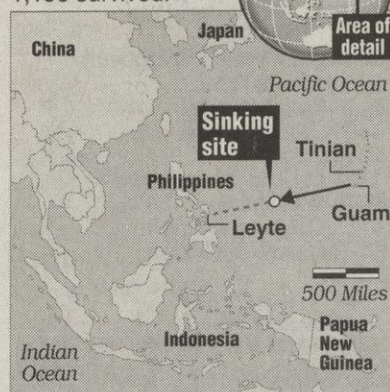 Japan
Area of
detail
China
Pacific Ocean
Sinking
site
Tinian
Philippines
Guam
Leyte
500 Miles
Indonesia
Papua
New
Guinea
Indian
Ocean